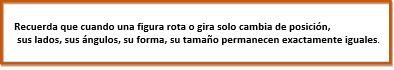 Recuerda que cuando una figura rota o gira solo cambia de posición,
sus lados, sus ángulos, su forma, su tamaño permanecen exactamente iguales.